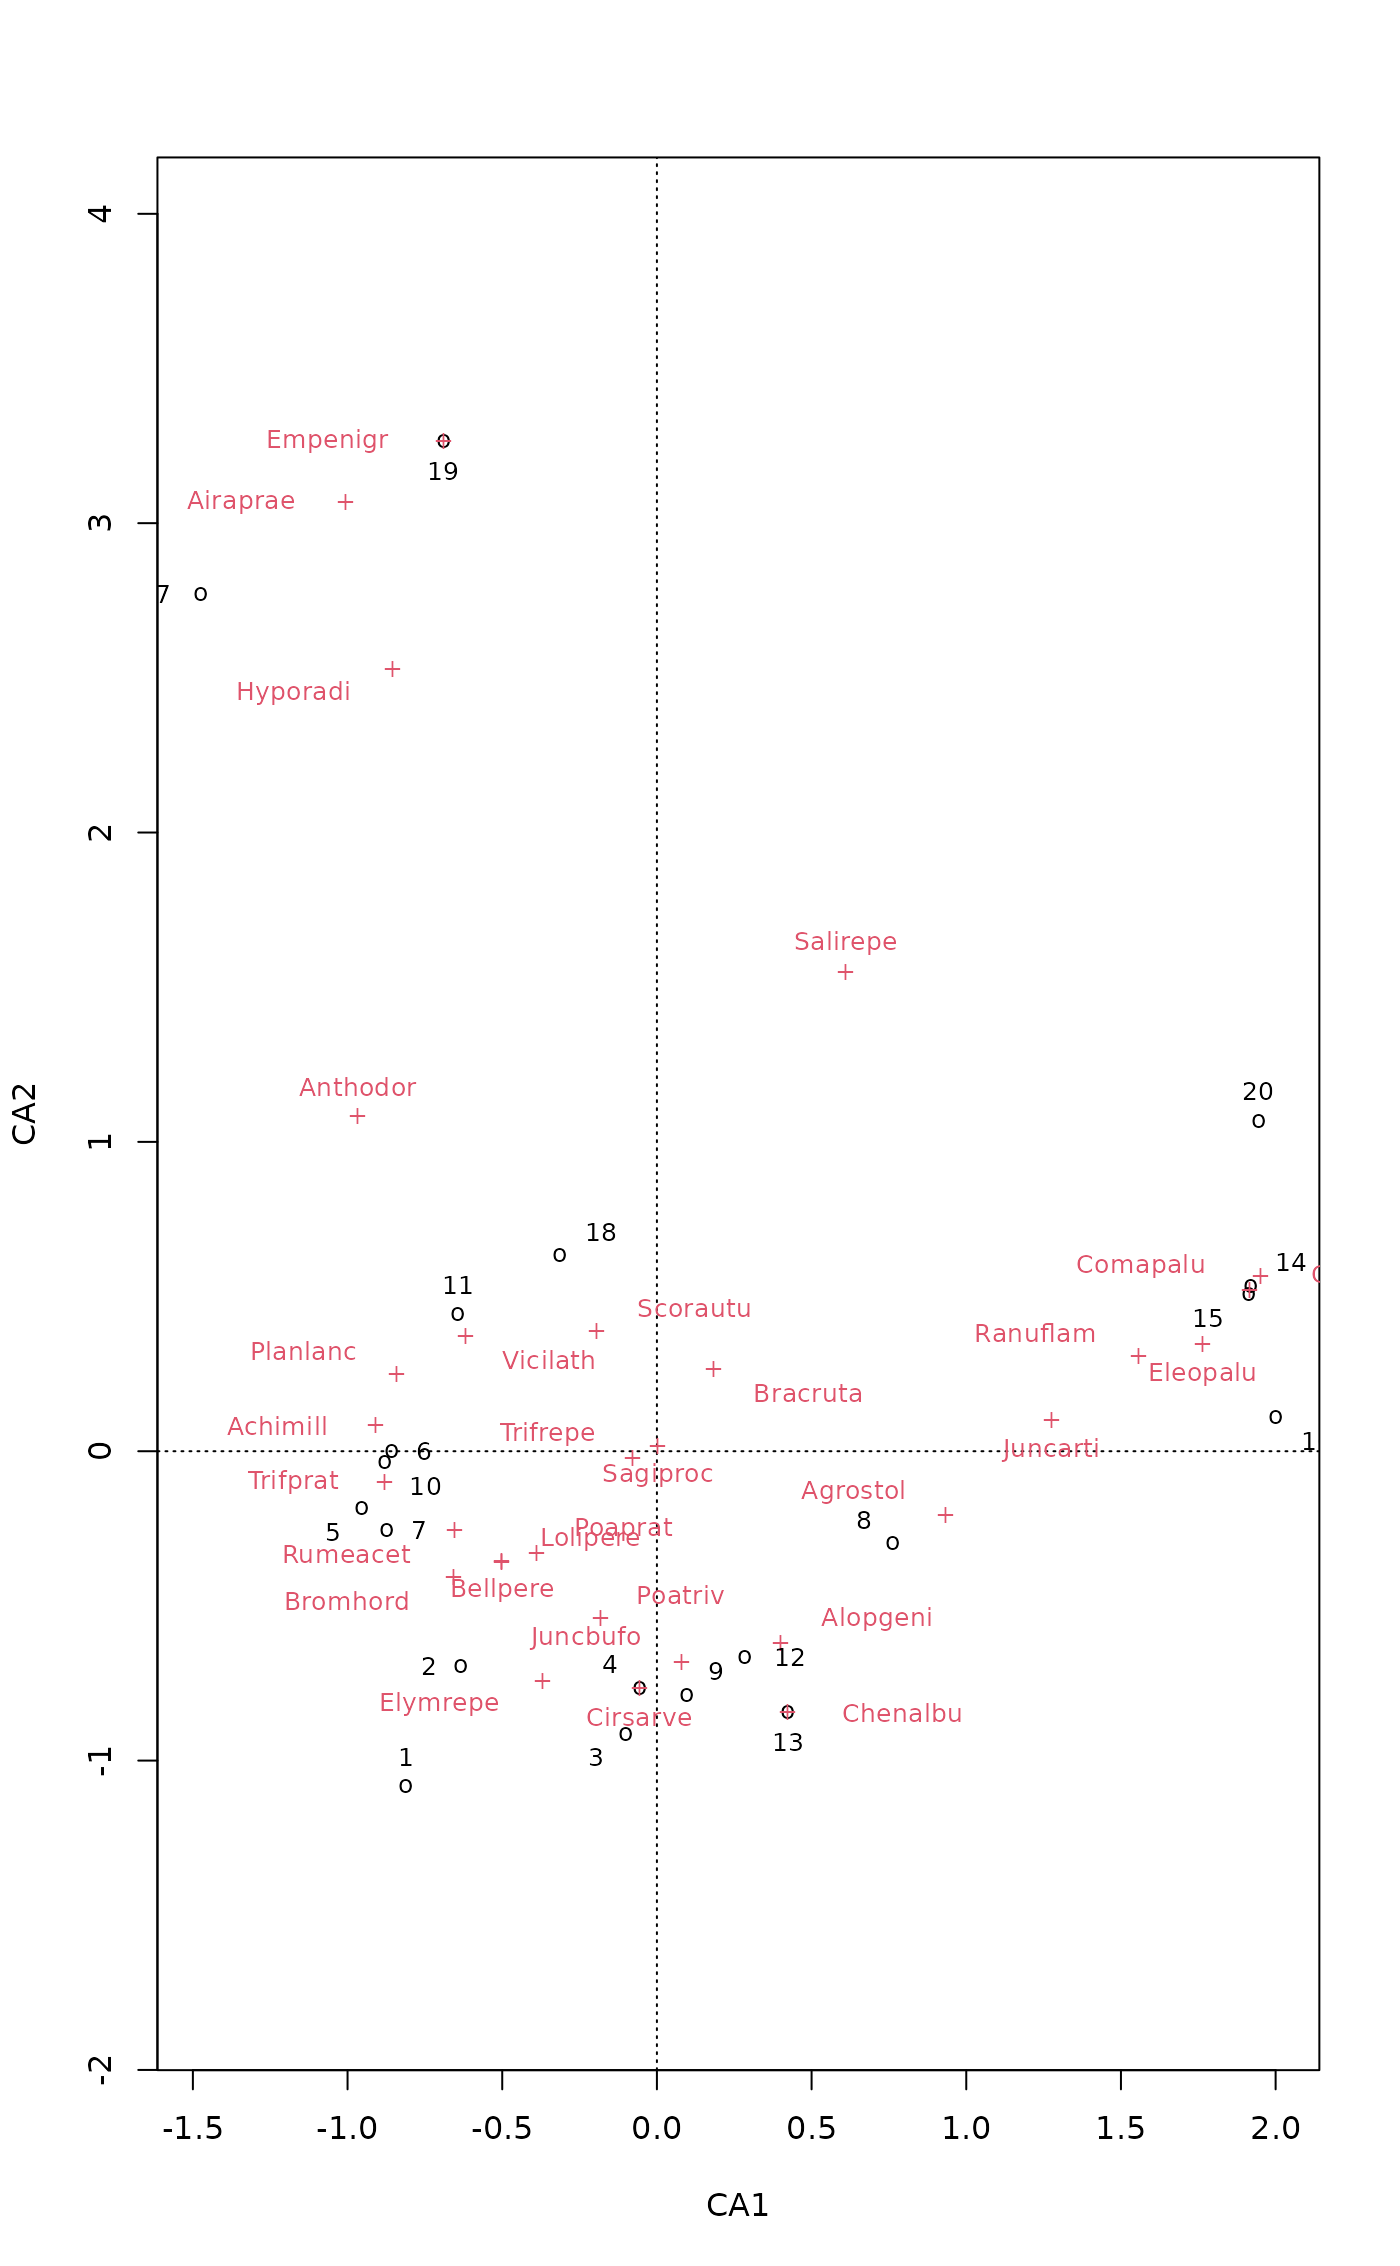 4
Empenigr
19
Airaprae
3
7
Hyporadi
2
Salirepe
Anthodor
20
1
CA2
18
Comapalu
14
11
Scorautu
15
Ranuflam
Planlanc
Vicilath
Eleopalu
Bracruta
Achimill
Trifrepe
1
0
6
Juncarti
Sagiproc
Trifprat
10
Agrostol
8
5
7
Poaprat
Lolipere
Rumeacet
Bellpere
Poatriv
Bromhord
Alopgeni
Juncbufo
2
4
9
12
Elymrepe
Cirsarve
Chenalbu
13
1
3
-1
-2
-1.5 -1.0 -0.5 0.0 0.5 1.0 1.5 2.0
CA1